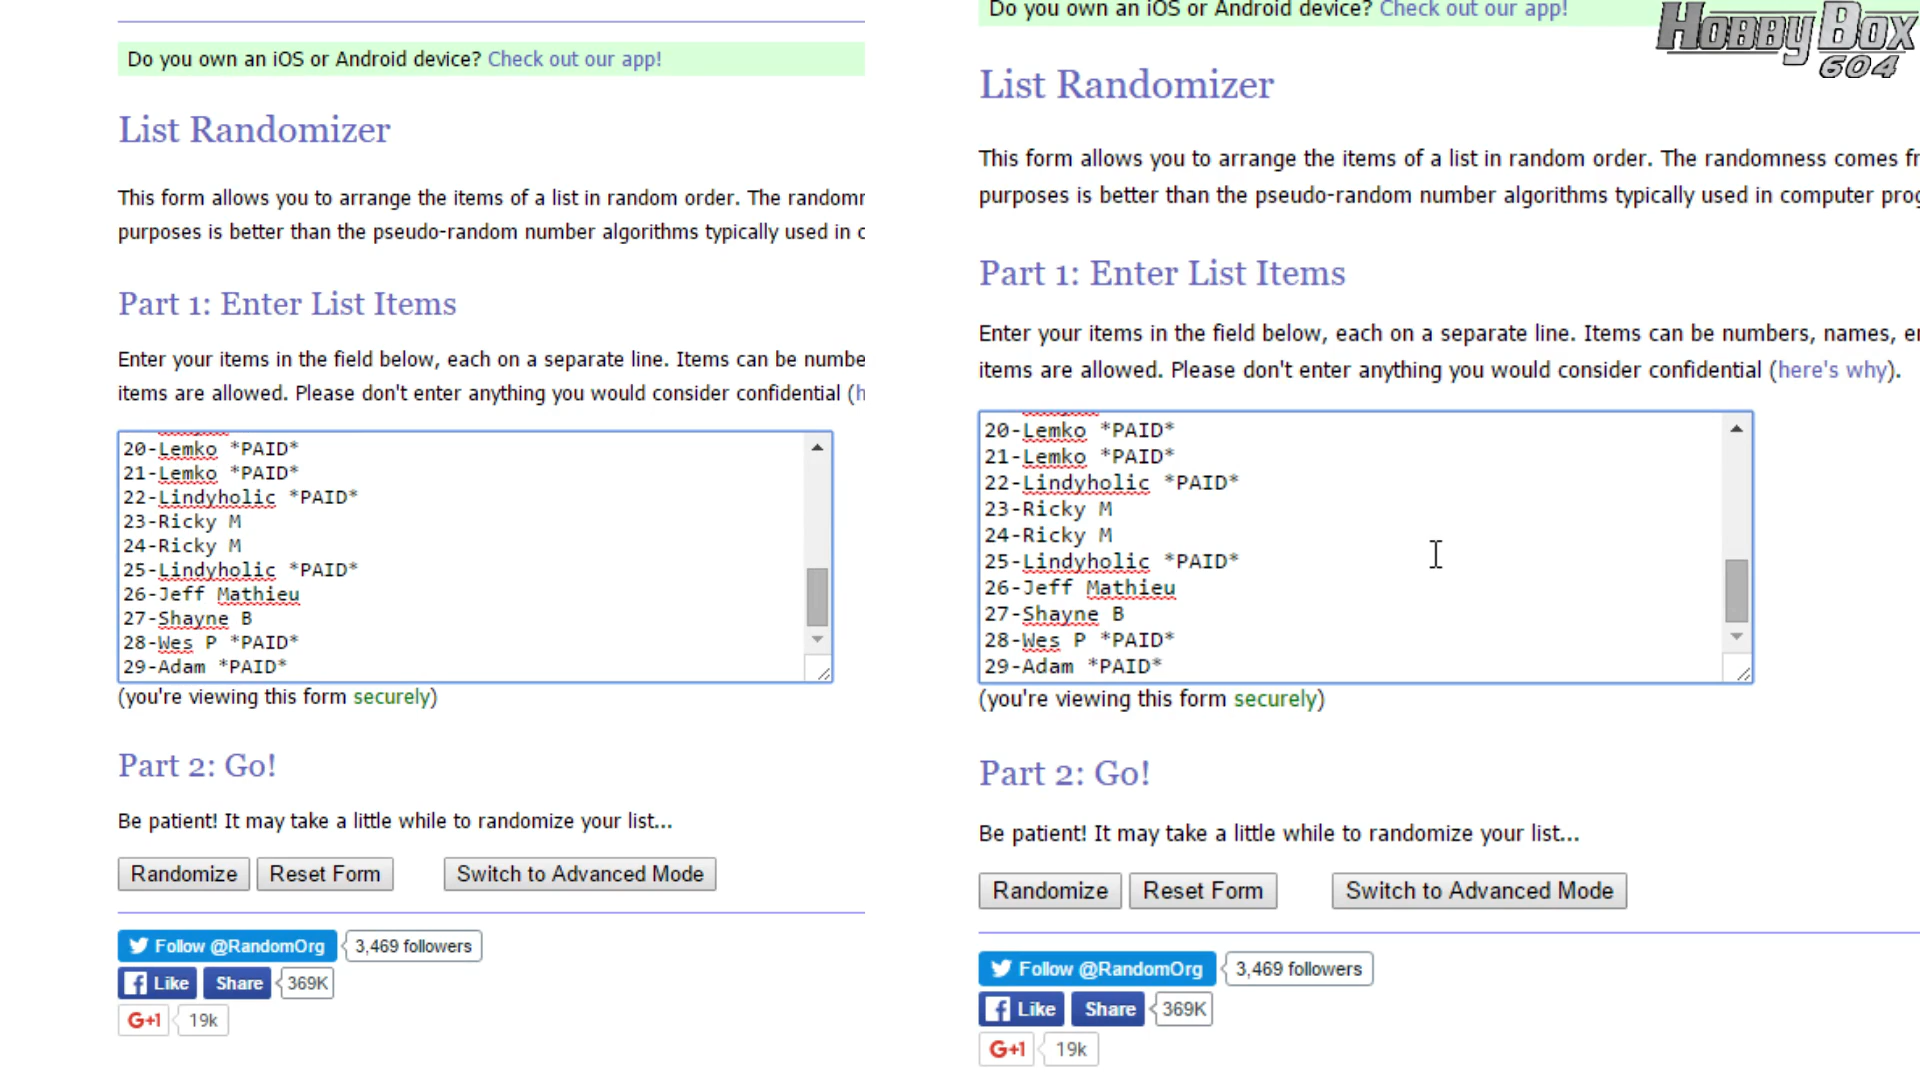 Do you own an iOS or Android device? Check out our app!
List Randomizer
This form allows you to arrange the items of a list in random order. The
purposes is better than the pseudo-random number algorithms typically used in
Part 1: Enter List Items
Enter your items in the field below, each on a separate line. Items can be
items are allowed. Please don't enter anything you would consider confidential (
20-Lemko *PAID*
21-Lemko *PAID*
22-Lindyholic *PAID*
23-Ricky M
24-Ricky M
25-Lindyholic *PAID*
26-Jeff Mathieu
27-Shayne B
28-Wes P *PAID*
29-Adam *PAID*
(you're viewing this form securely)
Part 2: Go!
Be patient! It may take a little while to randomize your list...
Randomize Reset Form Switch to Advanced Mode
Follow @RandomOrg 3,469 followers
Like Share 369K
G+1 19k
Do you own an iOS or Android device? Check out our app!
HOBBY BOX
604
List Randomizer
This form allows you to arrange the items of a list in random order. The randomness comes
purposes is better than the pseudo-random number algorithms typically used in computer
Part 1: Enter List Items
Enter your items in the field below, each on a separate line. Items can be numbers, names,
items are allowed. Please don't enter anything you would consider confidential (here's why).
20-Lemko *PAID*
21-Lemko *PAID*
22-Lindyholic *PAID*
23-Ricky M
24-Ricky M
25-Lindyholic *PAID*
26-Jeff Mathieu
27-Shayne B
28-Wes P *PAID*
29-Adam *PAID*
(you're viewing this form securely)
Part 2: Go!
Be patient! It may take a little while to randomize your list...
Randomize Reset Form Switch to Advanced Mode
Follow @RandomOrg 3,469 followers
Like Share 369K
G+1 19k